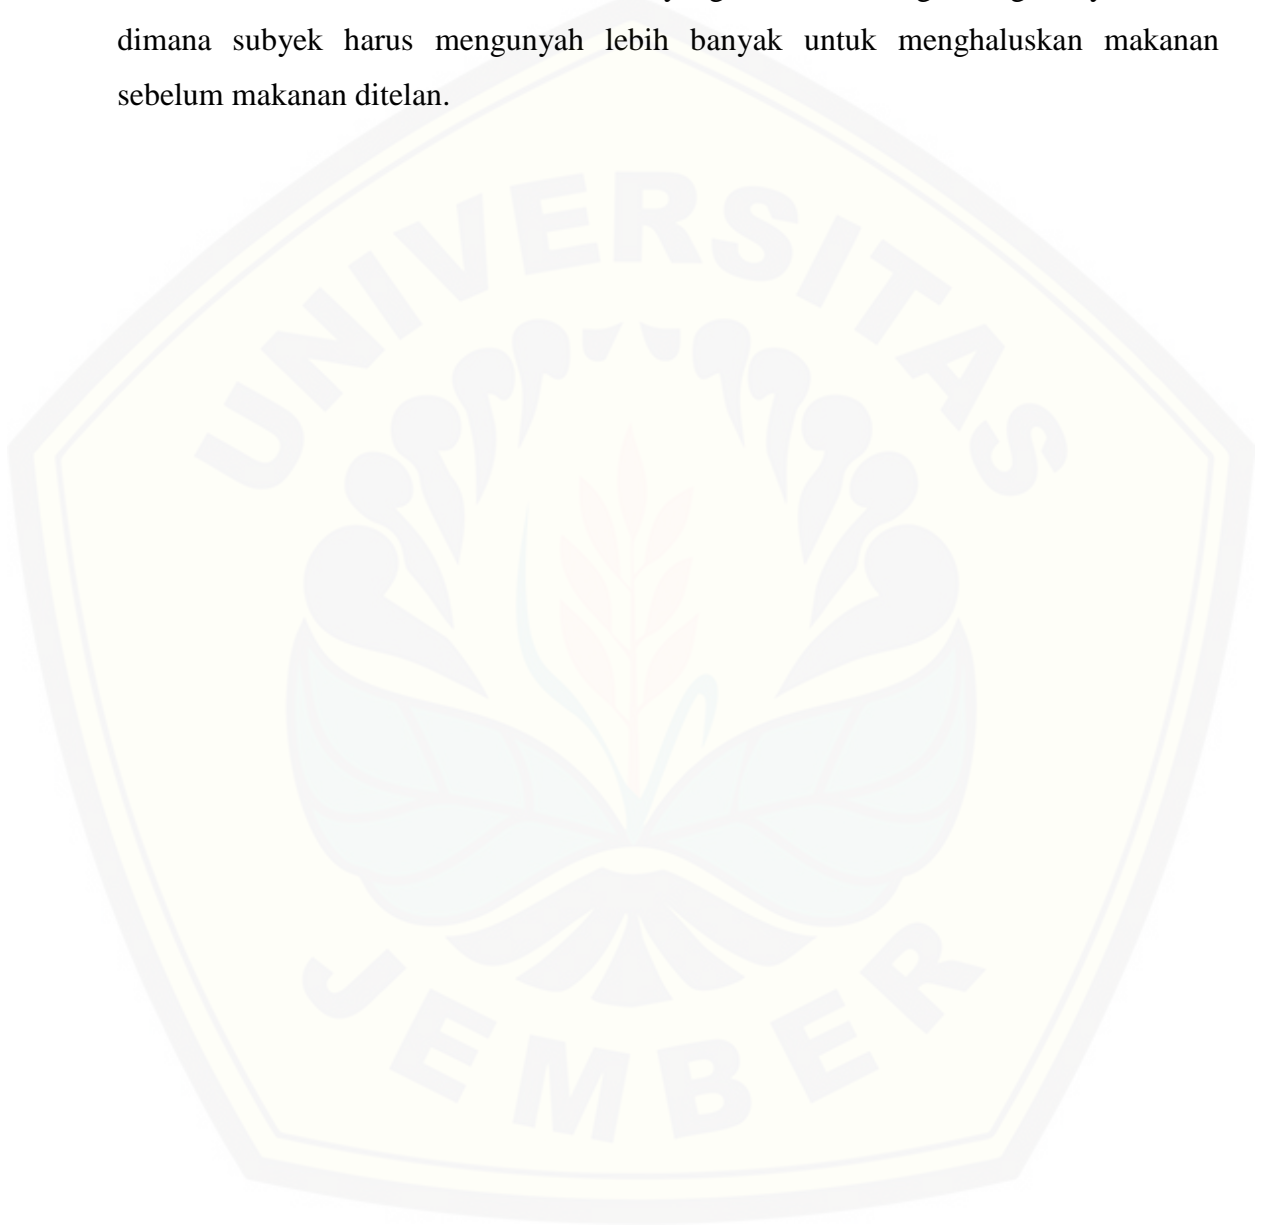 dimana subyek harus mengunyah lebih banyak untuk menghaluskan makanan
sebelum makanan ditelan.
UNIVERSITAS
JEMBER